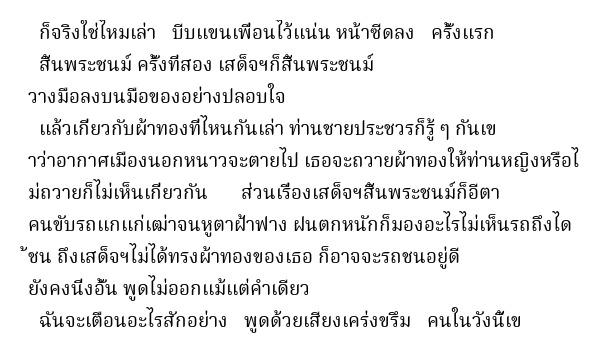 ก็จริงใช่ไหมเล่า บีบแขนเพื่อนไว้แน่น หน้าซีดลง ครั้งแรก
สิ้นพระชนม์ ครั้งที่สอง เสด็จฯก็สิ้นพระชนม์
วางมือลงบนมือของอย่างปลอบใจ
แล้วเกี่ยวกับผ้าทองที่ไหนกันเล่า ท่านชายประชวรก็รู้ ๆ กันเข
าว่าอากาศเมืองนอกหนาวจะตายไป เธอจะถวายผ้าทองให้ท่านหญิงหรือไ
ม่ถวายก็ไม่เห็นเกี่ยวกัน ส่วนเรื่องเสด็จฯสิ้นพระชนม์ก็อีตา
คนขับรถแกแก่เฒ่าจนหูตาฝ้าฟาง ฝนตกหนักก็มองอะไรไม่เห็นรถถึงได
้ชน ถึงเสด็จฯไม่ได้ทรงผ้าทองของเธอ ก็อาจจะรถชนอยู่ดี
ยังคงนิ่งอั้น พูดไม่ออกแม้แต่คำเดียว
ฉันจะเตือนอะไรสักอย่าง พูดด้วยเสียงเคร่งขรึม คนในวังนี้เข